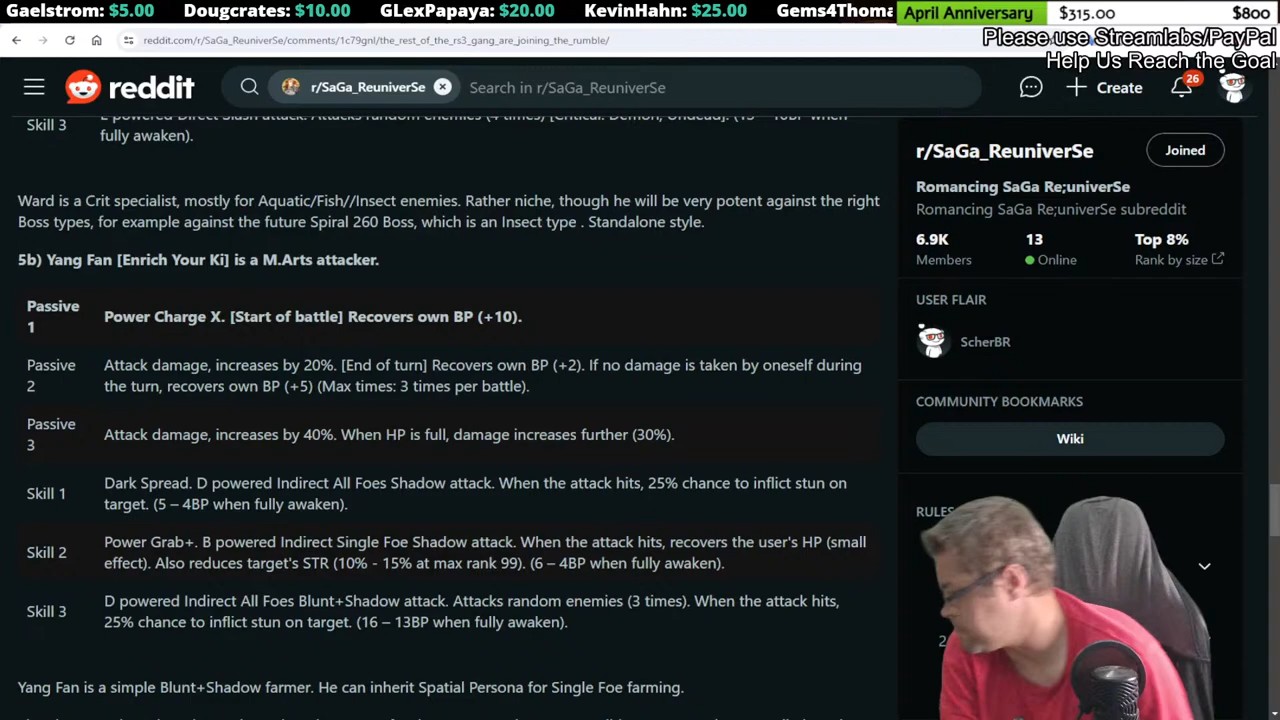 Gaelstrom: $5.00 Dougcrates: $10.00 GLexPapaya: $20.00 KevinHahn: $25.00 Gems4Thoma
April Anniversary $315.00 $800
Please use Streamlabs/PayPal
Help Us Reach the Goal
reddit.com/r/SaGa_ReuniverSe/comments/1c79gnl/the_rest_of_the_rs3_gang_are_joining_the_rumble/
reddit r/SaGa_ReuniverSe Search in r/SaGa_ReuniverSe Create 26
Skill 3 E powered Direct Slash attack. Attacks random enemies (4 times) [Critical: Demon, Undead].
fully awaken).
Ward is a Crit specialist, mostly for Aquatic/Fish//Insect enemies. Rather niche, though he will be very potent against the right
Boss types, for example against the future Spiral 260 Boss, which is an Insect type . Standalone style.
5b) Yang Fan [Enrich Your Ki] is a M.Arts attacker.
Passive
1
Power Charge X. [Start of battle] Recovers own BP (+10).
Passive
2
Attack damage, increases by 20%. [End of turn] Recovers own BP (+2). If no damage is taken by oneself during
the turn, recovers own BP (+5) (Max times: 3 times per battle).
Passive
3
Attack damage, increases by 40%. When HP is full, damage increases further (30%).
Skill 1
Dark Spread. D powered Indirect All Foes Shadow attack. When the attack hits, 25% chance to inflict stun on
target. (5 – 4BP when fully awaken).
Skill 2
Power Grab+. B powered Indirect Single Foe Shadow attack. When the attack hits, recovers the user's HP (small
effect). Also reduces target's STR (10% - 15% at max rank 99). (6 – 4BP when fully awaken).
Skill 3
D powered Indirect All Foes Blunt+Shadow attack. Attacks random enemies (3 times). When the attack hits,
25% chance to inflict stun on target. (16 – 13BP when fully awaken).
Yang Fan is a simple Blunt+Shadow farmer. He can inherit Spatial Persona for Single Foe farming.
r/SaGa_ReuniverSe Joined
Romancing SaGa Re;univerSe
Romancing SaGa Re;univerSe subreddit
6.9K 13 Top 8%
Members Online Rank by size
USER FLAIR
ScherBR
COMMUNITY BOOKMARKS
Wiki
RULES
2